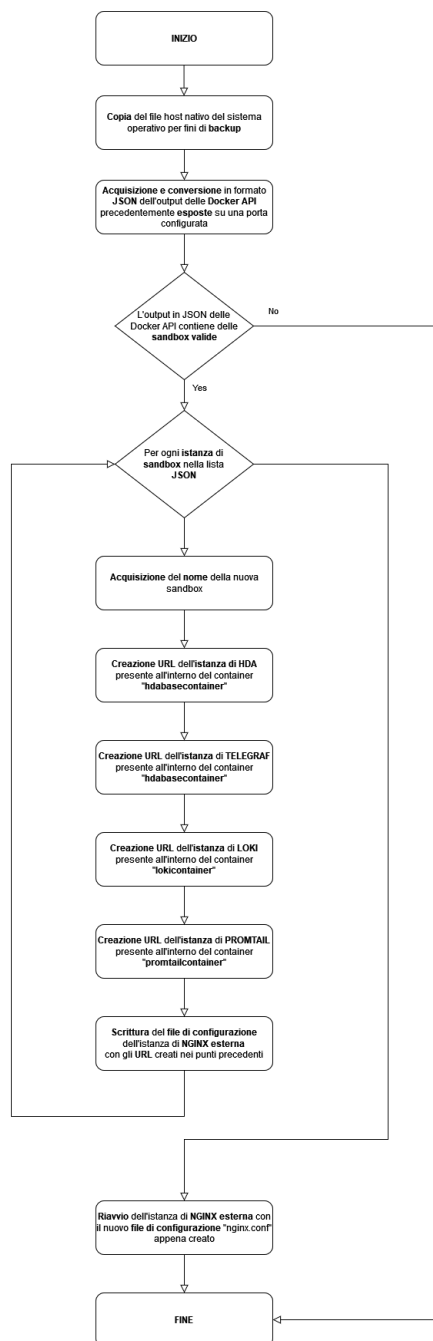 INIZIO
Copia del file host nativo del sistema
operativo per fini di backup
Acquisizione e conversione in formato
JSON dell'output delle Docker API
precedentemente esposte su una porta
configurata
L'output in JSON delle
Docker API contiene delle
sandbox valide
No
Yes
Per ogni istanza di
sandbox nella lista
JSON
Acquisizione del nome della nuova
sandbox
Creazione URL dell'istanza di HDA
presente all'interno del container
"hdabasecontainer"
Creazione URL dell'istanza di TELEGRAF
presente all'interno del container
"hdabasecontainer"
Creazione URL dell'istanza di LOKI
presente all'interno del container
"lokicontainer"
Creazione URL dell'istanza di PROMTAIL
presente all'interno del container
"promtailcontainer"
Scrittura del file di configurazione
dell'istanza di NGINX esterna
con gli URL creati nei punti precedenti
Riavvio dell'istanza di NGINX esterna con
il nuovo file di configurazione "nginx.conf"
appena creato
FINE